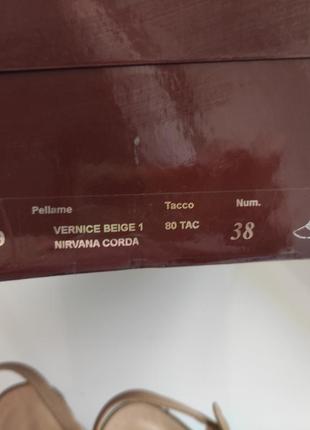 Pellame Tacco Num.
VERNICE BEIGE 1 80 TAC 38
NIRVANA CORDA